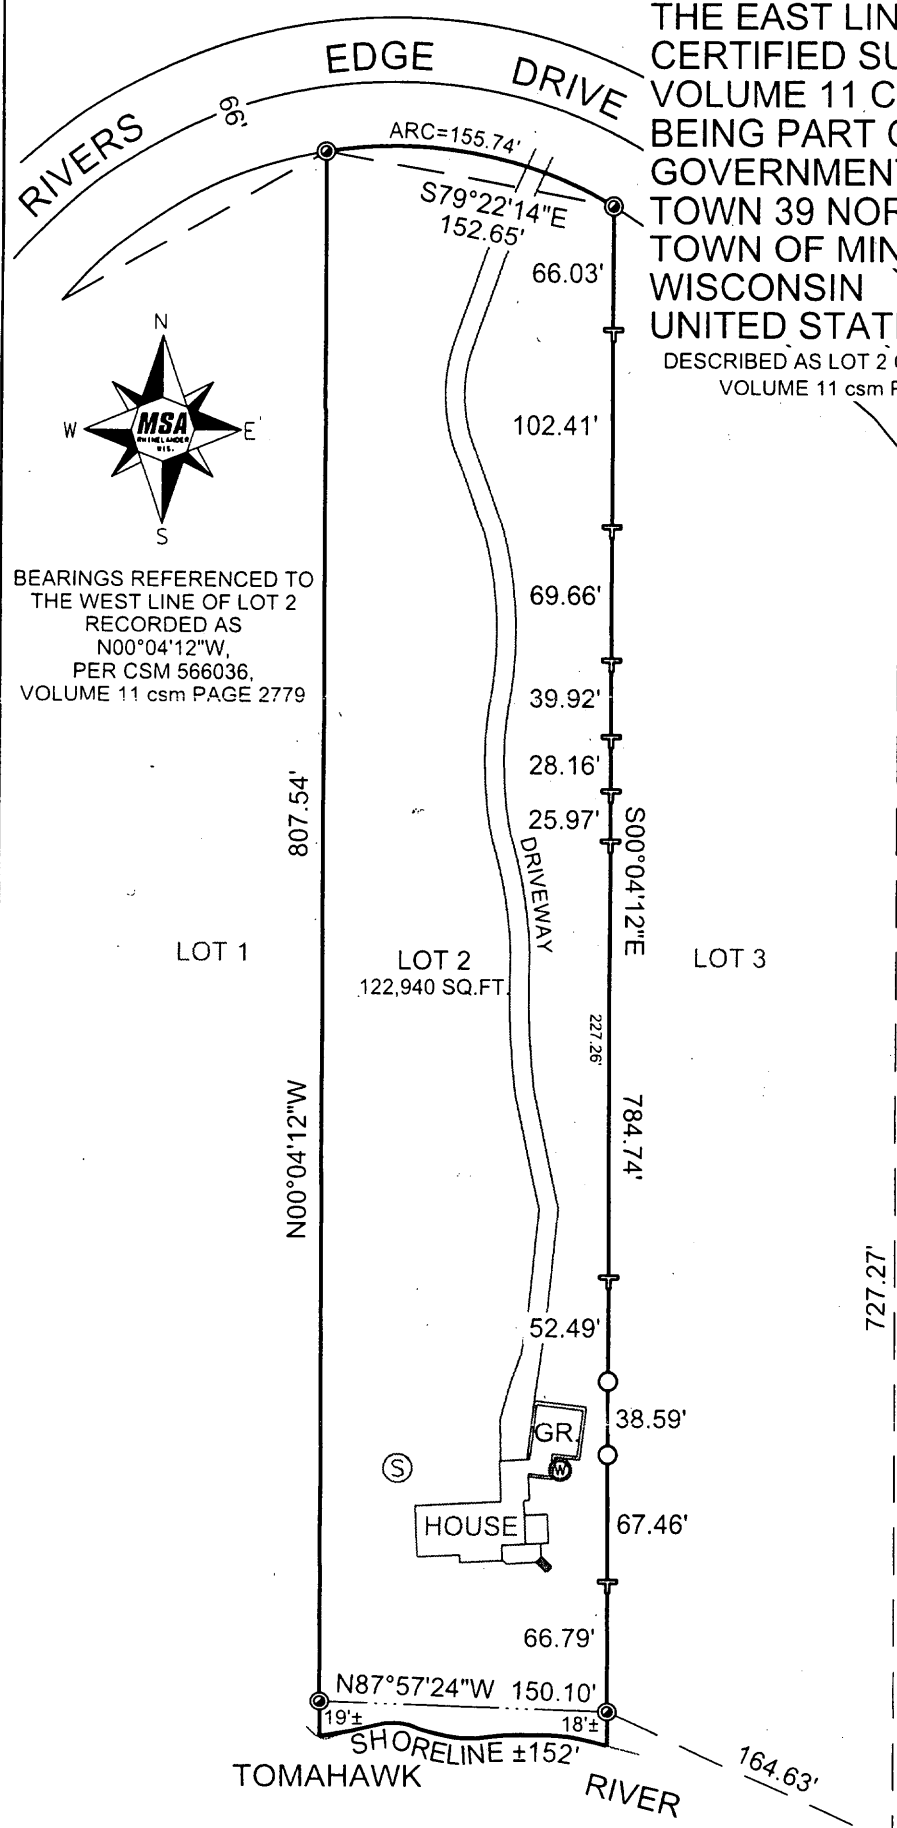 THE EAST LIN
CERTIFIED SU
VOLUME 11 C
BEING PART
GOVERNMEN
TOWN 39 NOR
TOWN OF MIN
WISCONSIN
UNITED STAT
DESCRIBED AS LOT 2
VOLUME 11 csm
RIVERS EDGE DRIVE
66'
ARC=155.74'
S79°22'14"E
152.65'
66.03'
N
W
E
S
MSA
RHINELANDER
WIS.
102.41'
BEARINGS REFERENCED TO
THE WEST LINE OF LOT 2
RECORDED AS
N00°04'12"W,
PER CSM 566036,
VOLUME 11 csm PAGE 2779
69.66'
39.92'
28.16'
25.97'
807.54'
S00°04'12"E
DRIVEWAY
LOT 1
LOT 2
122,940 SQ.FT.
LOT 3
227.26'
N00°04'12"W
784.74'
727.27'
52.49'
38.59'
GR.
S
W
HOUSE
67.46'
66.79'
N87°57'24"W 150.10'
19'±
18'±
SHORELINE ±152'
TOMAHAWK RIVER
164.63'